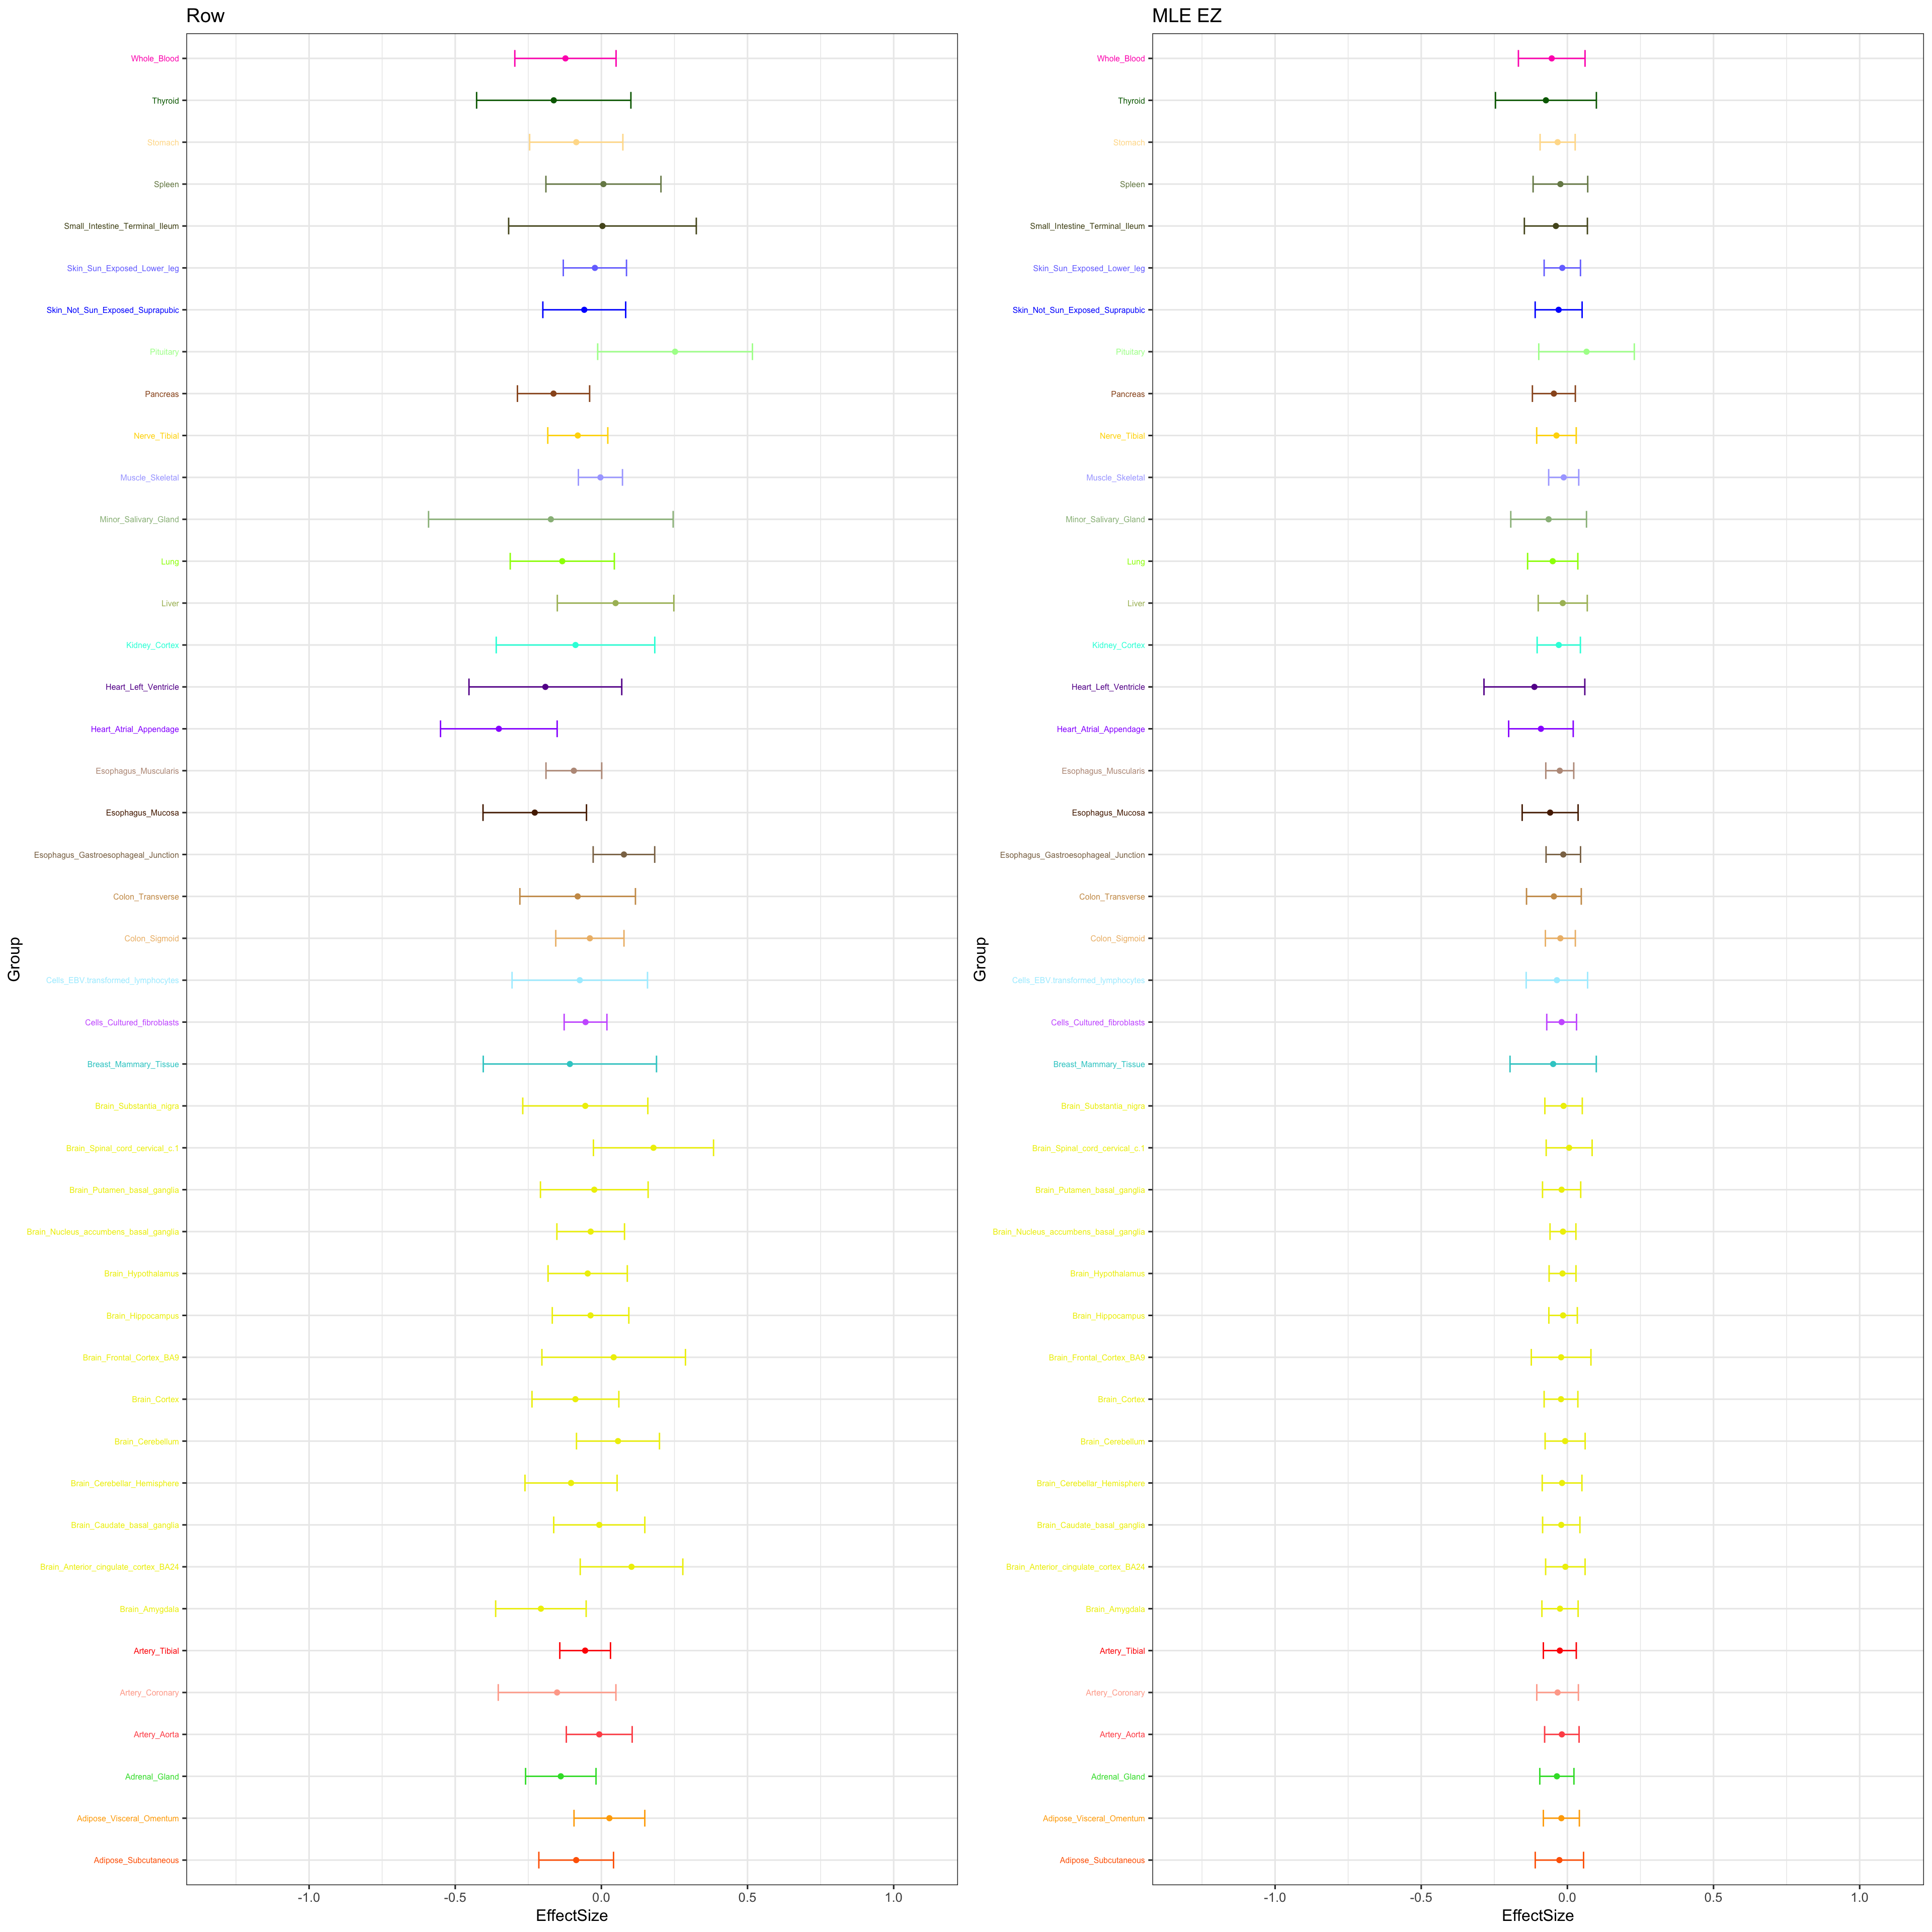 Row
Whole_Blood
Thyroid
Stomach
Spleen
Small_Intestine_Terminal_Ileum
Skin_Sun_Exposed_Lower_leg
Skin_Not_Sun_Exposed_Suprapubic
Pituitary
Pancreas
Nerve_Tibial
Muscle_Skeletal
Minor_Salivary_Gland
Lung
Liver
Kidney_Cortex
Heart_Left_Ventricle
Heart_Atrial_Appendage
Esophagus_Muscularis
Esophagus_Mucosa
Esophagus_Gastroesophageal_Junction
Colon_Transverse
Colon_Sigmoid
Cells_EBV.transformed_lymphocytes
Cells_Cultured_fibroblasts
Breast_Mammary_Tissue
Brain_Substantia_nigra
Brain_Spinal_cord_cervical_c.1
Brain_Putamen_basal_ganglia
Brain_Nucleus_accumbens_basal_ganglia
Brain_Hypothalamus
Brain_Hippocampus
Brain_Frontal_Cortex_BA9
Brain_Cortex
Brain_Cerebellum
Brain_Cerebellar_Hemisphere
Brain_Caudate_basal_ganglia
Brain_Anterior_cingulate_cortex_BA24
Brain_Amygdala
Artery_Tibial
Artery_Coronary
Artery_Aorta
Adrenal_Gland
Adipose_Visceral_Omentum
Adipose_Subcutaneous
Group
-1.0 -0.5 0.0 0.5 1.0
EffectSize
MLE EZ
Whole_Blood
Thyroid
Stomach
Spleen
Small_Intestine_Terminal_Ileum
Skin_Sun_Exposed_Lower_leg
Skin_Not_Sun_Exposed_Suprapubic
Pituitary
Pancreas
Nerve_Tibial
Muscle_Skeletal
Minor_Salivary_Gland
Lung
Liver
Kidney_Cortex
Heart_Left_Ventricle
Heart_Atrial_Appendage
Esophagus_Muscularis
Esophagus_Mucosa
Esophagus_Gastroesophageal_Junction
Colon_Transverse
Colon_Sigmoid
Cells_EBV.transformed_lymphocytes
Cells_Cultured_fibroblasts
Breast_Mammary_Tissue
Brain_Substantia_nigra
Brain_Spinal_cord_cervical_c.1
Brain_Putamen_basal_ganglia
Brain_Nucleus_accumbens_basal_ganglia
Brain_Hypothalamus
Brain_Hippocampus
Brain_Frontal_Cortex_BA9
Brain_Cortex
Brain_Cerebellum
Brain_Cerebellar_Hemisphere
Brain_Caudate_basal_ganglia
Brain_Anterior_cingulate_cortex_BA24
Brain_Amygdala
Artery_Tibial
Artery_Coronary
Artery_Aorta
Adrenal_Gland
Adipose_Visceral_Omentum
Adipose_Subcutaneous
Group
-1.0 -0.5 0.0 0.5 1.0
EffectSize